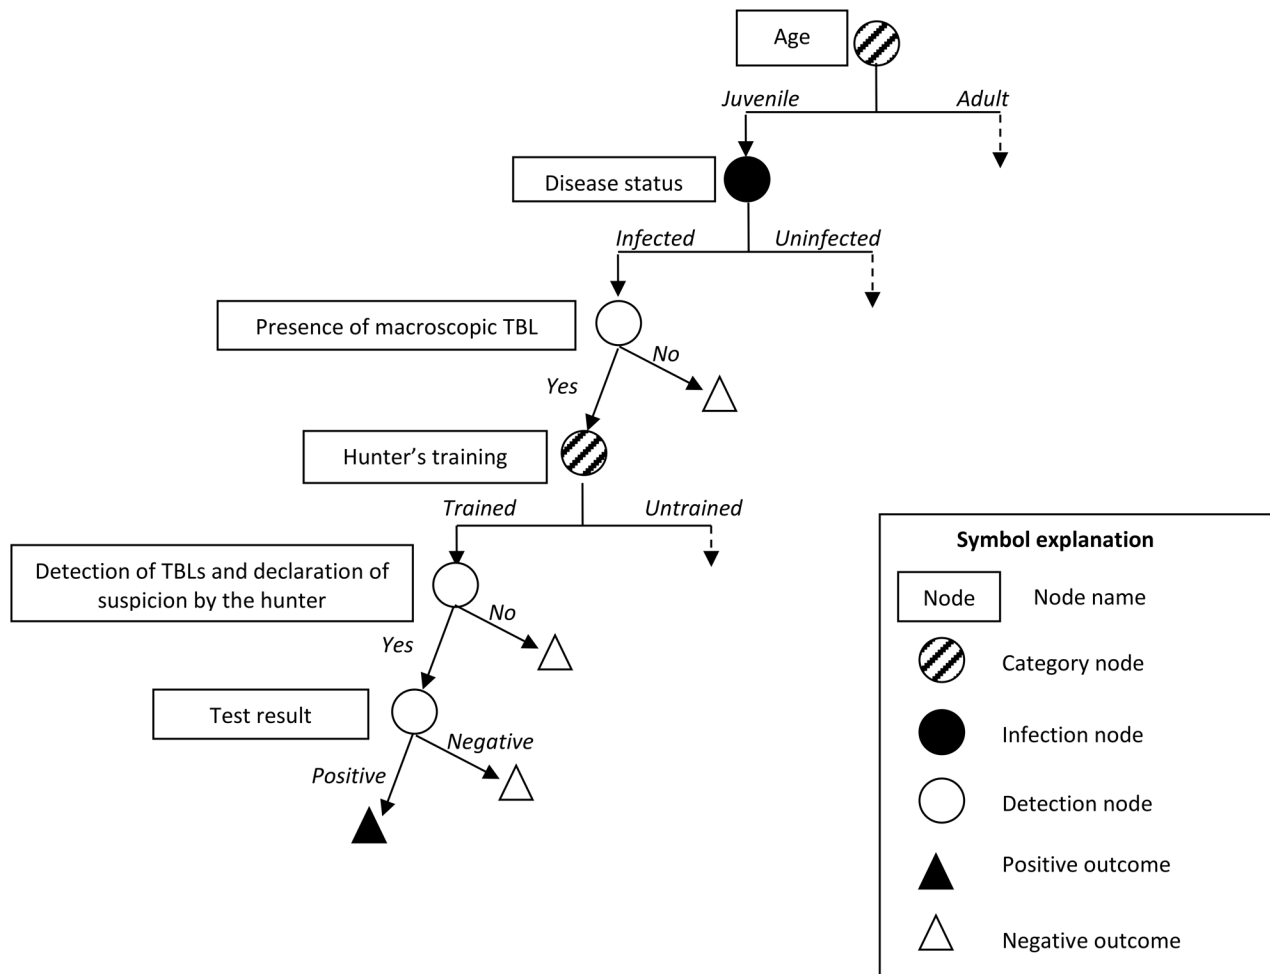 Age
Juvenile
Adult
Disease status
Infected
Uninfected
Presence of macroscopic TBL
No
Yes
Hunter’s training
Trained
Untrained
Detection of TBLs and declaration of
suspicion by the hunter
No
Yes
Test result
Negative
Positive
Symbol explanation
Node
Node name
Category node
Infection node
Detection node
Positive outcome
Negative outcome